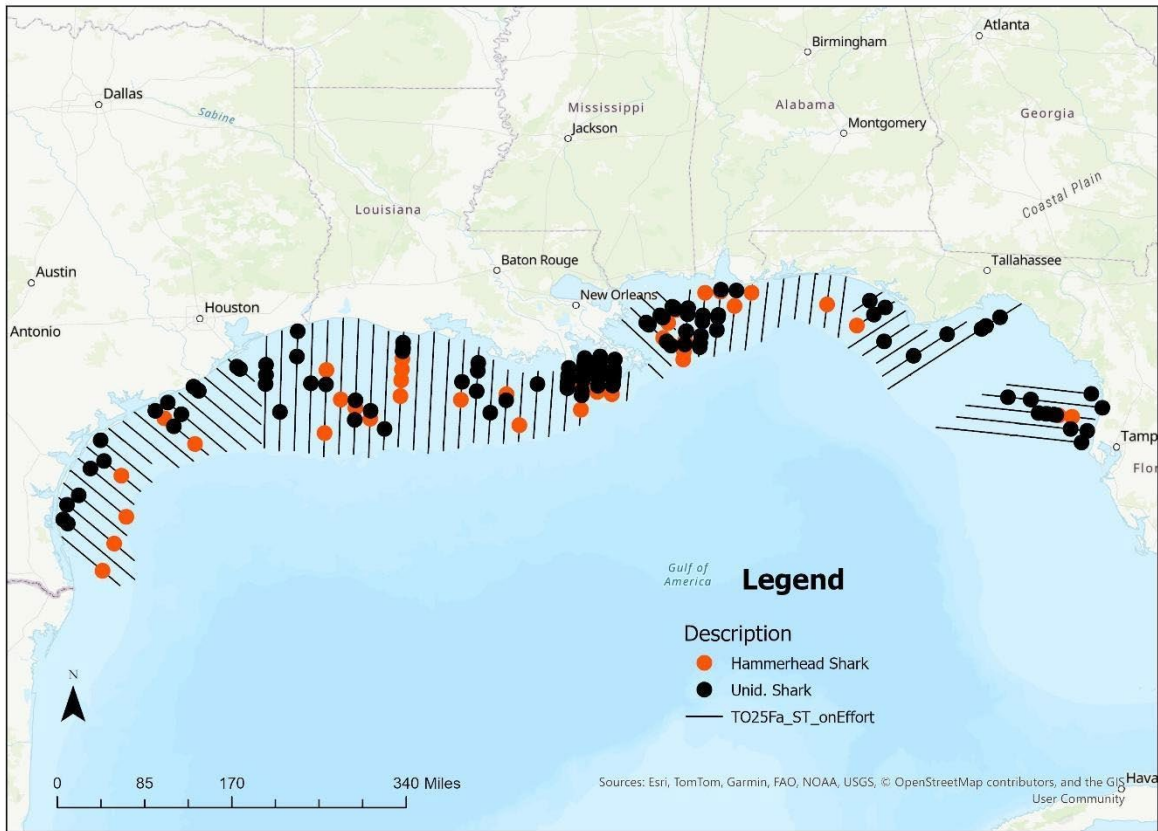 Atlanta
Birmingham
Dallas
Sabine
Mississippi
Alabama
Georgia
Jackson
Montgomery
Coastal Plain
Louisiana
Austin
Baton Rouge
Tallahassee
Houston
New Orleans
Antonio
Tamp
Flor
Gulf of
America
Legend
Description
Hammerhead Shark
Unid. Shark
TO25Fa_ST_onEffort
N
0 85 170 340 Miles
Sources: Esri, TomTom, Garmin, FAO, NOAA, USGS, © OpenStreetMap contributors, and the GIS
User Community
Hava